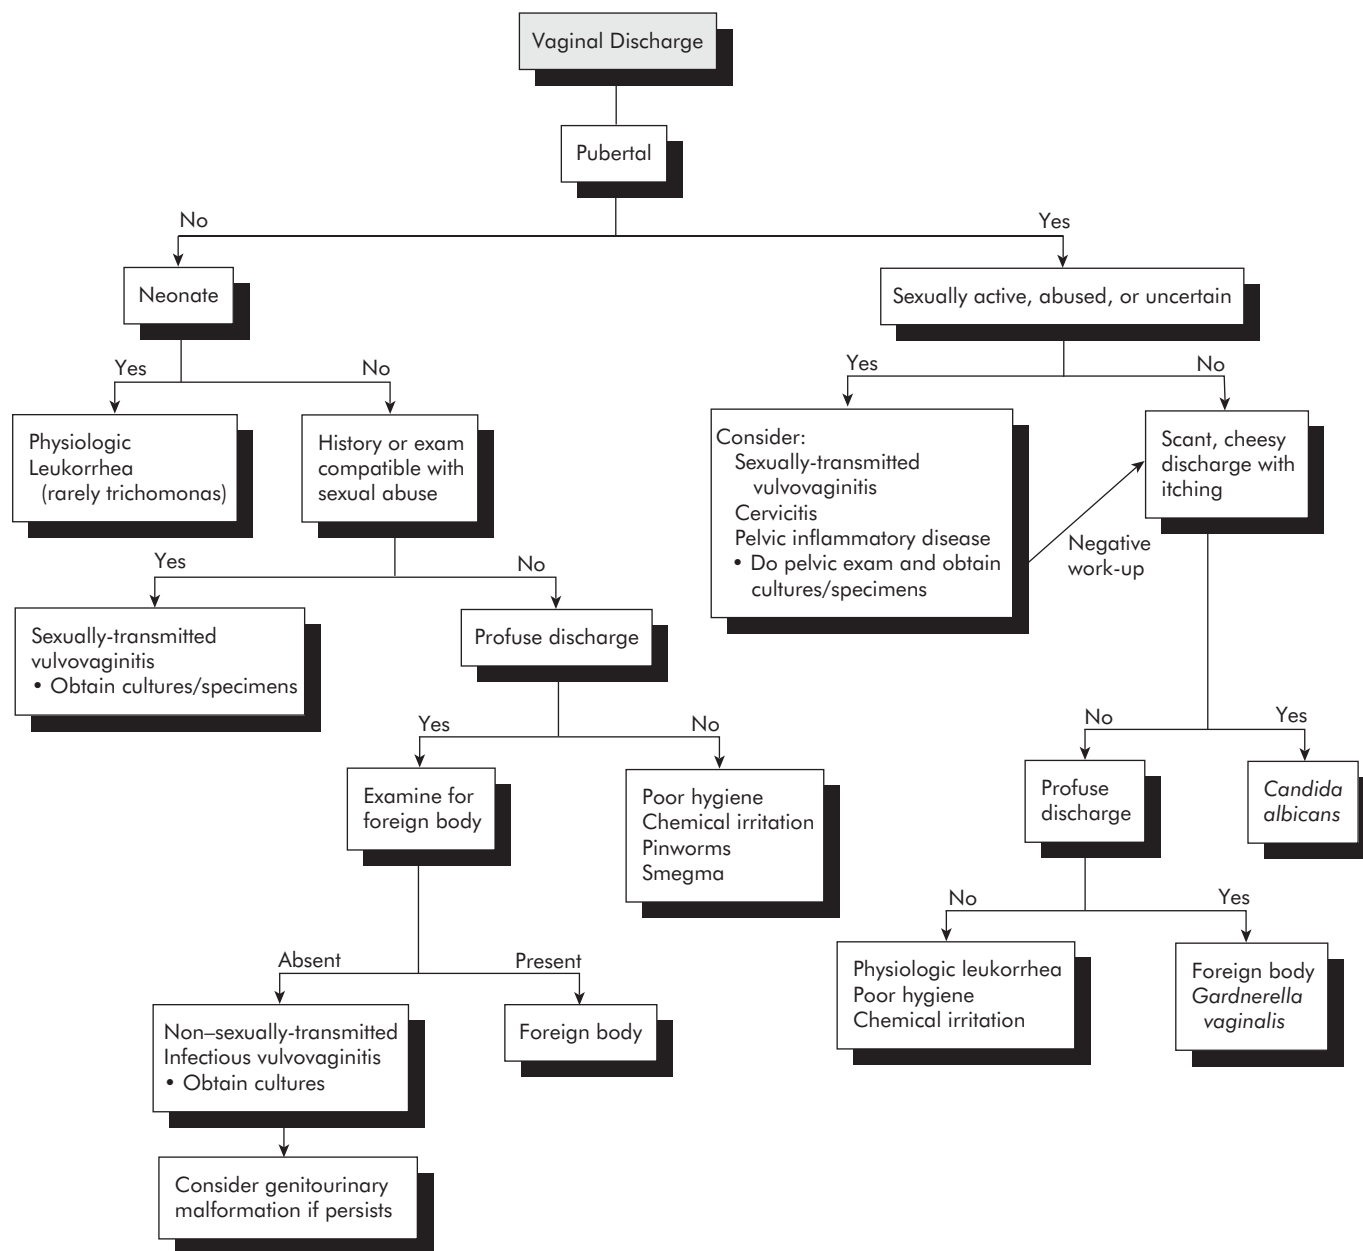 Vaginal Discharge
Pubertal
No
Yes
Neonate
Sexually active, abused, or uncertain
Yes
No
Yes
No
Physiologic
Leukorrhea
(rarely trichomonas)
History or exam
compatible with
sexual abuse
Consider:
Sexually-transmitted
vulvovaginitis
Cervicitis
Pelvic inflammatory disease
• Do pelvic exam and obtain
cultures/specimens
Scant, cheesy
discharge with
itching
Negative
work-up
Yes
No
Sexually-transmitted
vulvovaginitis
• Obtain cultures/specimens
Profuse discharge
Yes
No
No
Yes
Examine for
foreign body
Poor hygiene
Chemical irritation
Pinworms
Smegma
Profuse
discharge
Candida
albicans
No
Yes
Absent
Present
Physiologic leukorrhea
Poor hygiene
Chemical irritation
Foreign body
Gardnerella
vaginalis
Non–sexually-transmitted
Infectious vulvovaginitis
• Obtain cultures
Foreign body
Consider genitourinary
malformation if persists